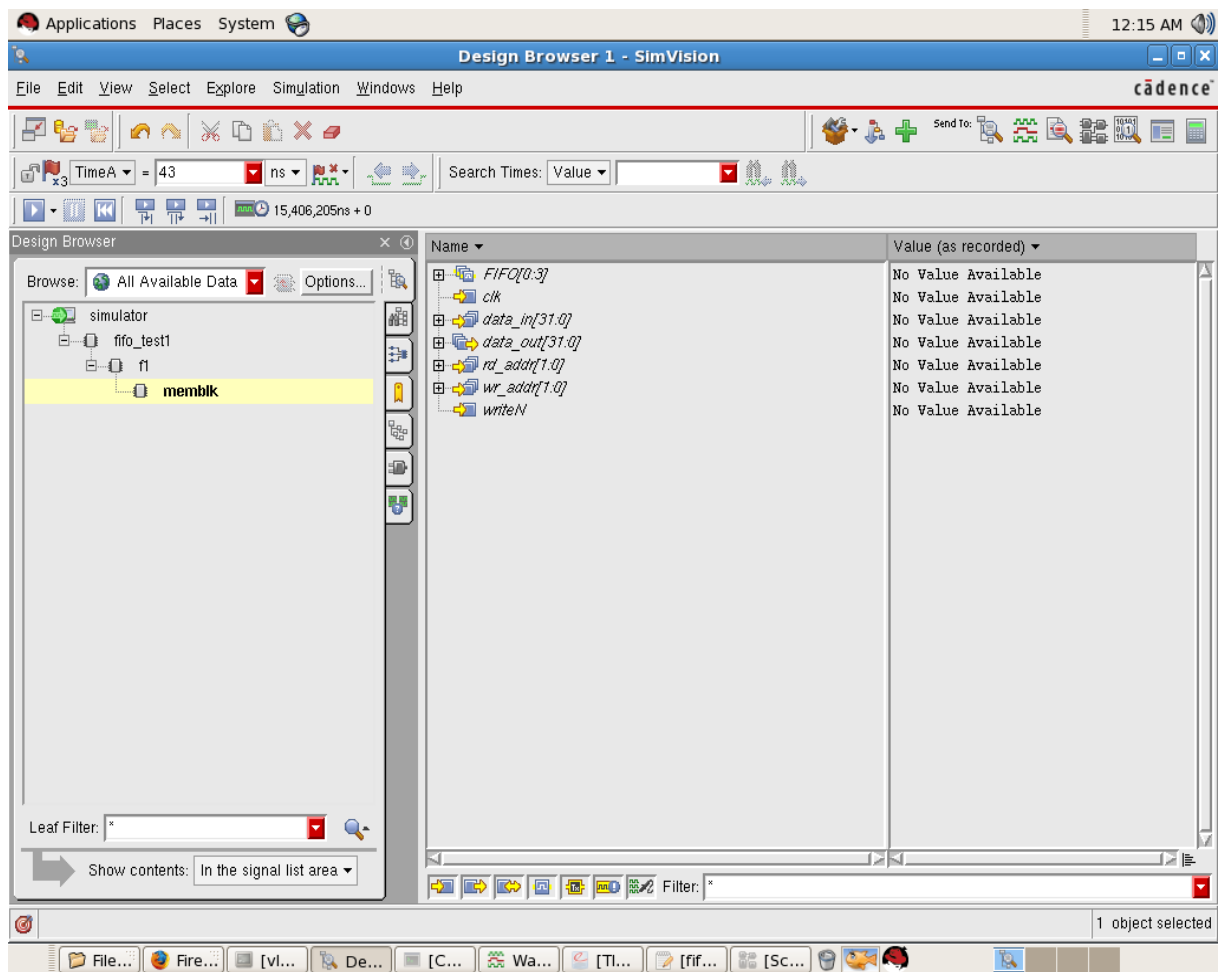 Applications Places System 12:15 AM
Design Browser 1 - SimVision
File Edit View Select Explore Simulation Windows Help cādence
Send To:
x3 TimeA = 43 ns Search Times: Value
15,406,205ns + 0
Design Browser
Browse: All Available Data Options...
simulator
fifo_test1
f1
memblk
Leaf Filter: *
Show contents: In the signal list area
Name Value (as recorded)
FIFO[0:3] No Value Available
clk No Value Available
data_in[31:0] No Value Available
data_out[31:0] No Value Available
rd_addr[1:0] No Value Available
wr_addr[1:0] No Value Available
writeN No Value Available
Filter: *
1 object selected
File... Fire... [vl... De... [C... Wa... [Tl... [fif... [Sc...